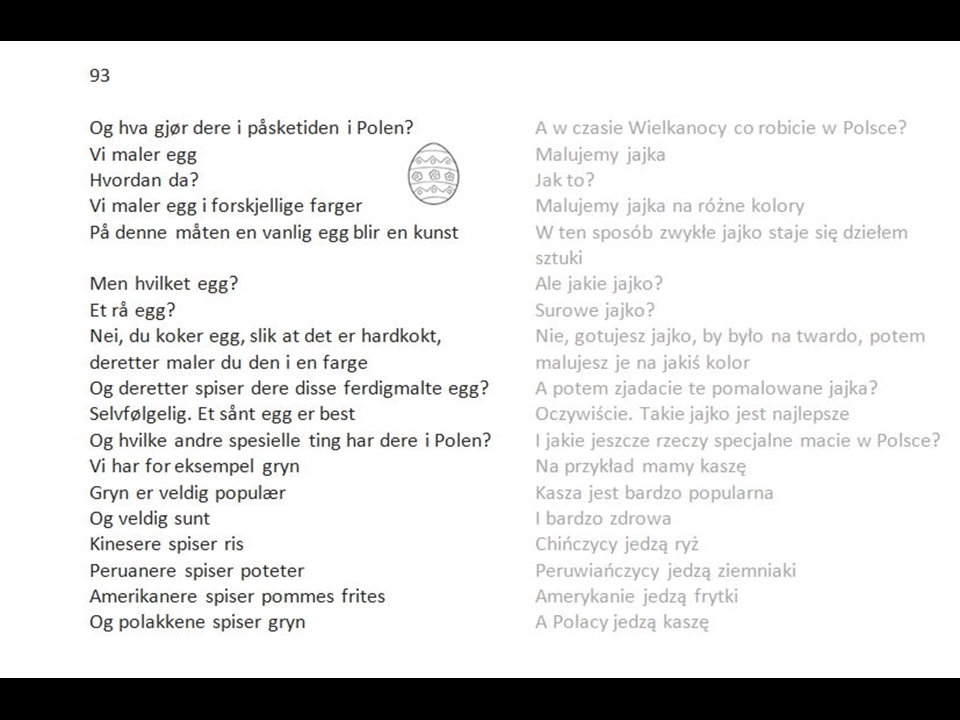 93
Og hva gjør dere i påsketiden i Polen?
Vi maler egg
Hvordan da?
Vi maler egg i forskjellige farger
På denne måten en vanlig egg blir en kunst
Men hvilket egg?
Et rå egg?
Nei, du koker egg, slik at det er hardkokt,
deretter maler du den i en farge
Og deretter spiser dere disse ferdigmalte egg?
Selvfølgelig. Et sånt egg er best
Og hvilke andre spesielle ting har dere i Polen?
Vi har for eksempel gryn
Gryn er veldig populær
Og veldig sunt
Kinesere spiser ris
Peruanere spiser poteter
Amerikanere spiser pommes frites
Og polakkene spiser gryn
A w czasie Wielkanocy co robicie w Polsce?
Malujemy jajka
Jak to?
Malujemy jajka na różne kolory
W ten sposób zwykłe jajko staje się dziełem
sztuki
Ale jakie jajko?
Surowe jajko?
Nie, gotujesz jajko, by było na twardo, potem
malujesz je na jakiś kolor
A potem zjadacie te pomalowane jajka?
Oczywiście. Takie jajko jest najlepsze
I jakie jeszcze rzeczy specjalne macie w Polsce?
Na przykład mamy kaszę
Kasza jest bardzo popularna
I bardzo zdrowa
Chińczycy jedzą ryż
Peruwiańczycy jedzą ziemniaki
Amerykanie jedzą frytki
A Polacy jedzą kaszę